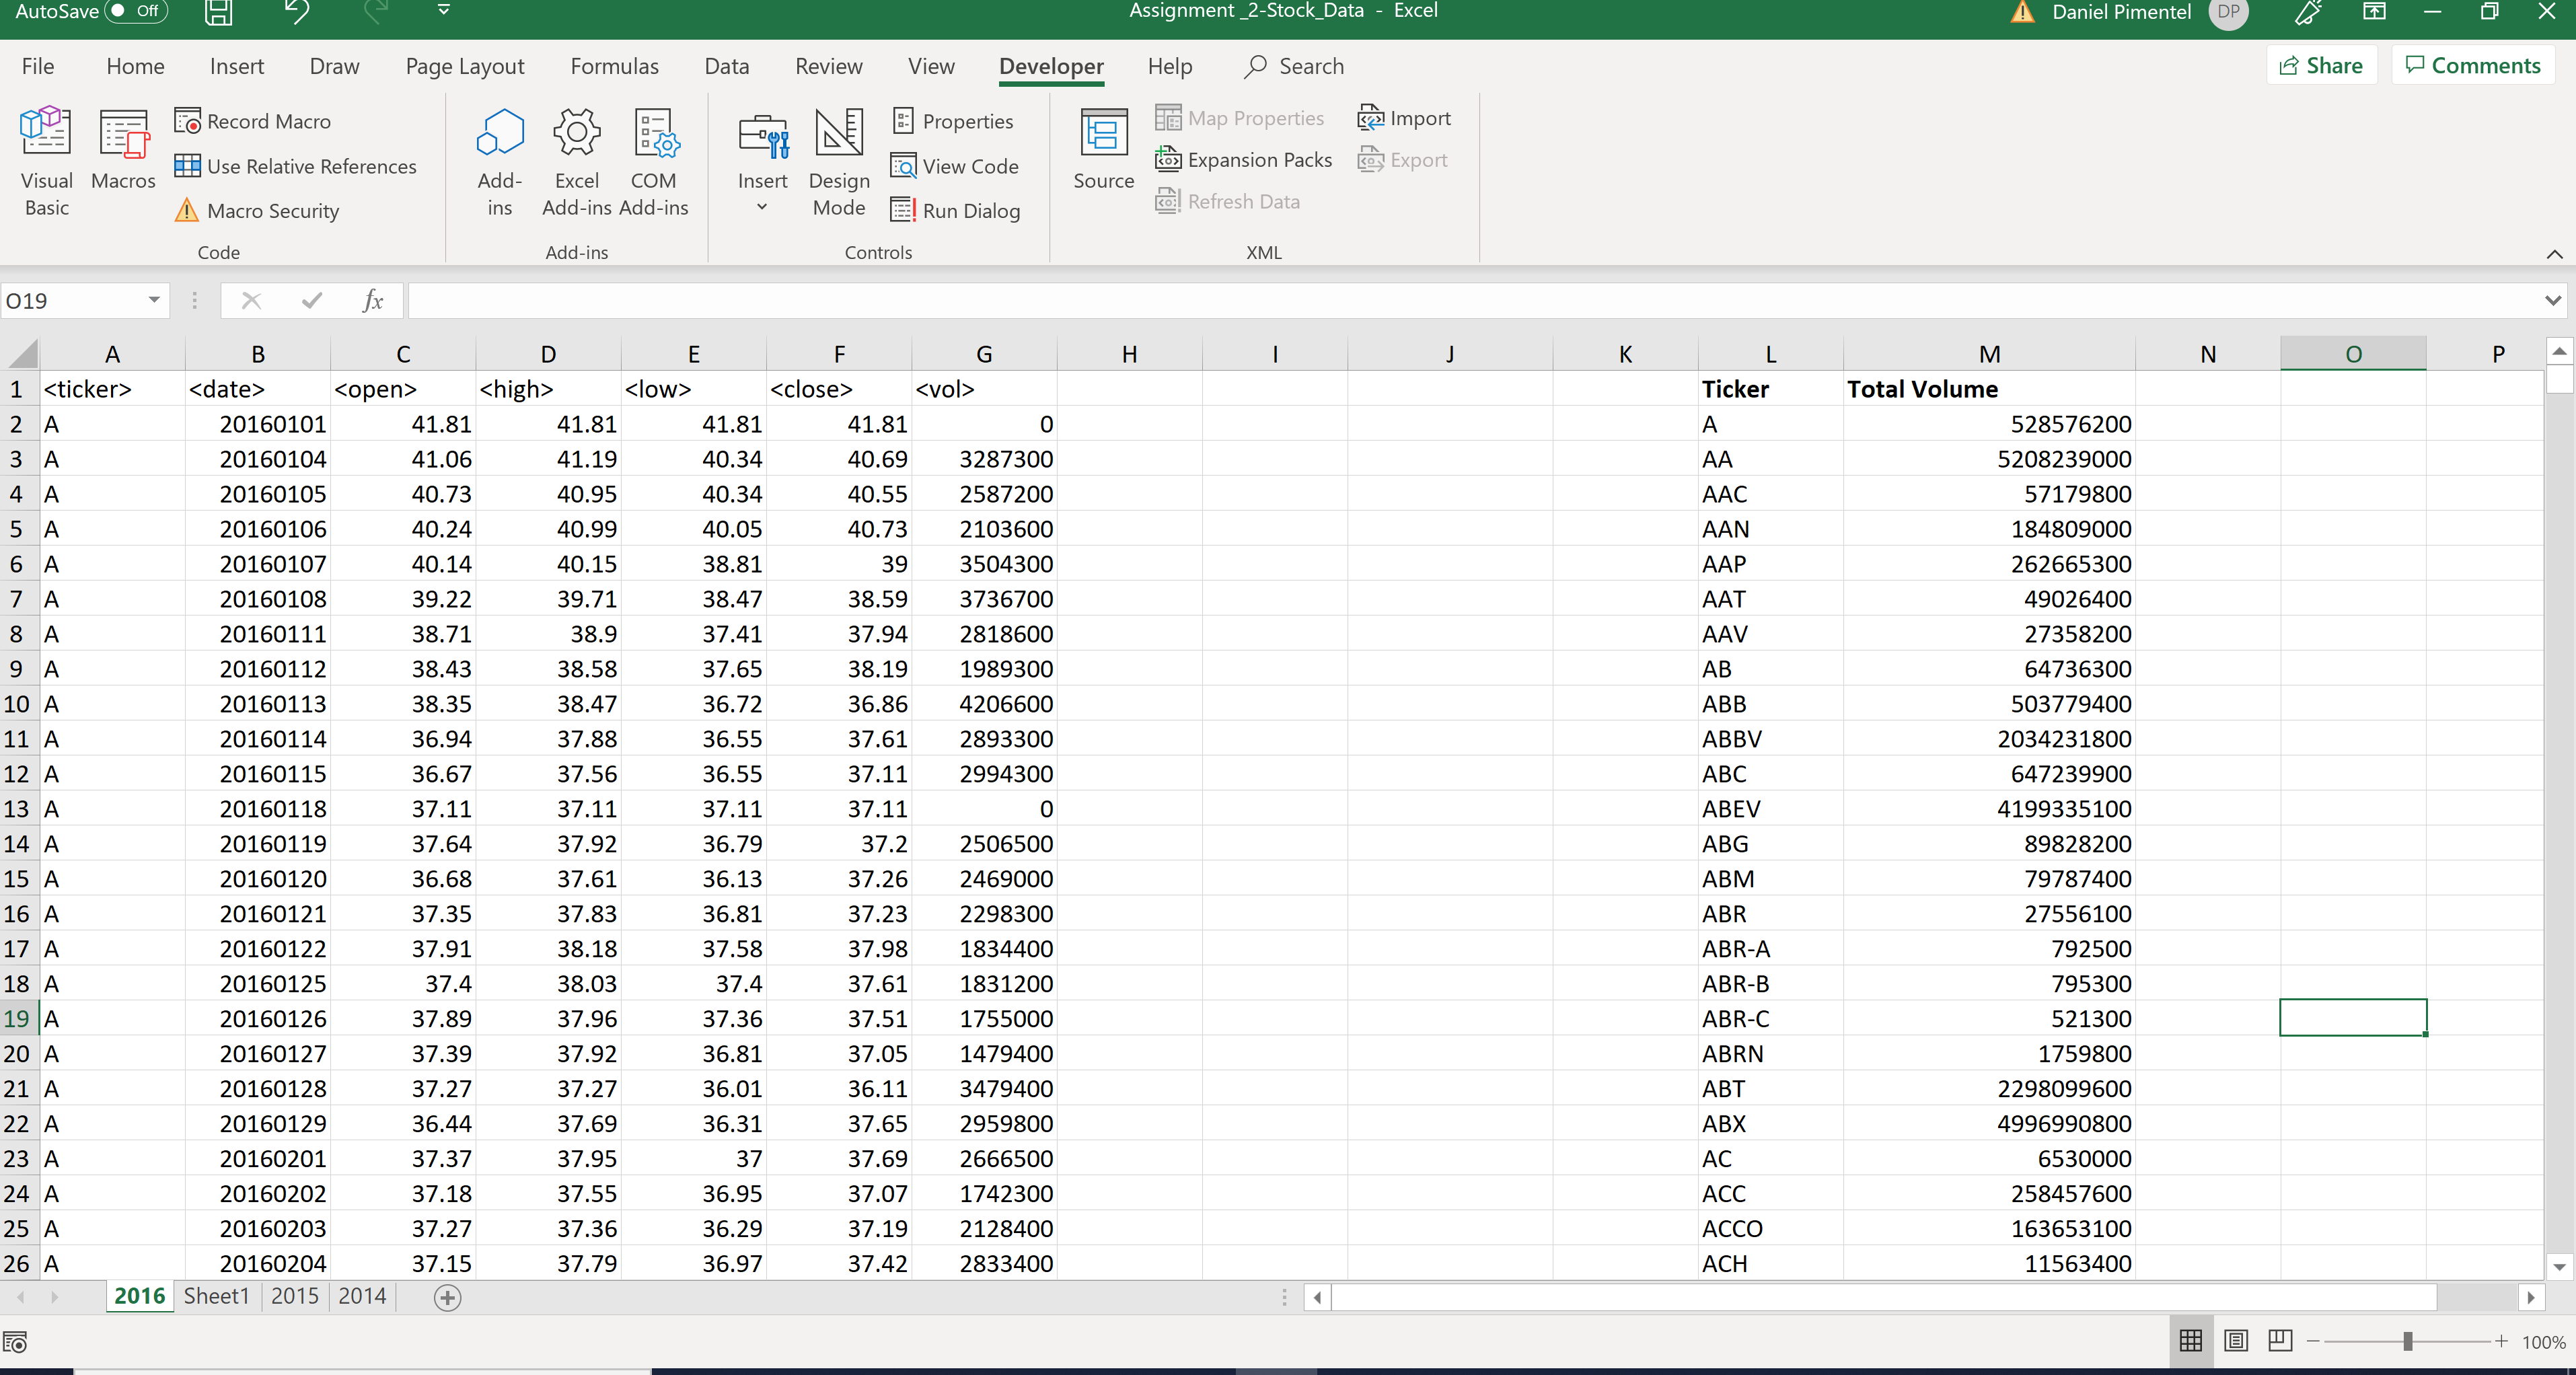 AutoSave Off Assignment _2-Stock_Data - Excel Daniel Pimentel DP
File Home Insert Draw Page Layout Formulas Data Review View Developer Help Search Share Comments
Visual Basic
Macros
Record Macro
Use Relative References
Macro Security
Code
Add-ins
Excel Add-ins
COM Add-ins
Add-ins
Insert
Design Mode
Properties
View Code
Run Dialog
Controls
Source
Map Properties
Expansion Packs
Refresh Data
Import
Export
XML
O19 fx
A B C D E F G H I J K L M N O P
1 <ticker> <date> <open> <high> <low> <close> <vol> Ticker Total Volume
2 A 20160101 41.81 41.81 41.81 41.81 0 A 528576200
3 A 20160104 41.06 41.19 40.34 40.69 3287300 AA 5208239000
4 A 20160105 40.73 40.95 40.34 40.55 2587200 AAC 57179800
5 A 20160106 40.24 40.99 40.05 40.73 2103600 AAN 184809000
6 A 20160107 40.14 40.15 38.81 39 3504300 AAP 262665300
7 A 20160108 39.22 39.71 38.47 38.59 3736700 AAT 49026400
8 A 20160111 38.71 38.9 37.41 37.94 2818600 AAV 27358200
9 A 20160112 38.43 38.58 37.65 38.19 1989300 AB 64736300
10 A 20160113 38.35 38.47 36.72 36.86 4206600 ABB 503779400
11 A 20160114 36.94 37.88 36.55 37.61 2893300 ABBV 2034231800
12 A 20160115 36.67 37.56 36.55 37.11 2994300 ABC 647239900
13 A 20160118 37.11 37.11 37.11 37.11 0 ABEV 4199335100
14 A 20160119 37.64 37.92 36.79 37.2 2506500 ABG 89828200
15 A 20160120 36.68 37.61 36.13 37.26 2469000 ABM 79787400
16 A 20160121 37.35 37.83 36.81 37.23 2298300 ABR 27556100
17 A 20160122 37.91 38.18 37.58 37.98 1834400 ABR-A 792500
18 A 20160125 37.4 38.03 37.4 37.61 1831200 ABR-B 795300
19 A 20160126 37.89 37.96 37.36 37.51 1755000 ABR-C 521300
20 A 20160127 37.39 37.92 36.81 37.05 1479400 ABRN 1759800
21 A 20160128 37.27 37.27 36.01 36.11 3479400 ABT 2298099600
22 A 20160129 36.44 37.69 36.31 37.65 2959800 ABX 4996990800
23 A 20160201 37.37 37.95 37 37.69 2666500 AC 6530000
24 A 20160202 37.18 37.55 36.95 37.07 1742300 ACC 258457600
25 A 20160203 37.27 37.36 36.29 37.19 2128400 ACCO 163653100
26 A 20160204 37.15 37.79 36.97 37.42 2833400 ACH 11563400
2016 Sheet1 2015 2014
100%